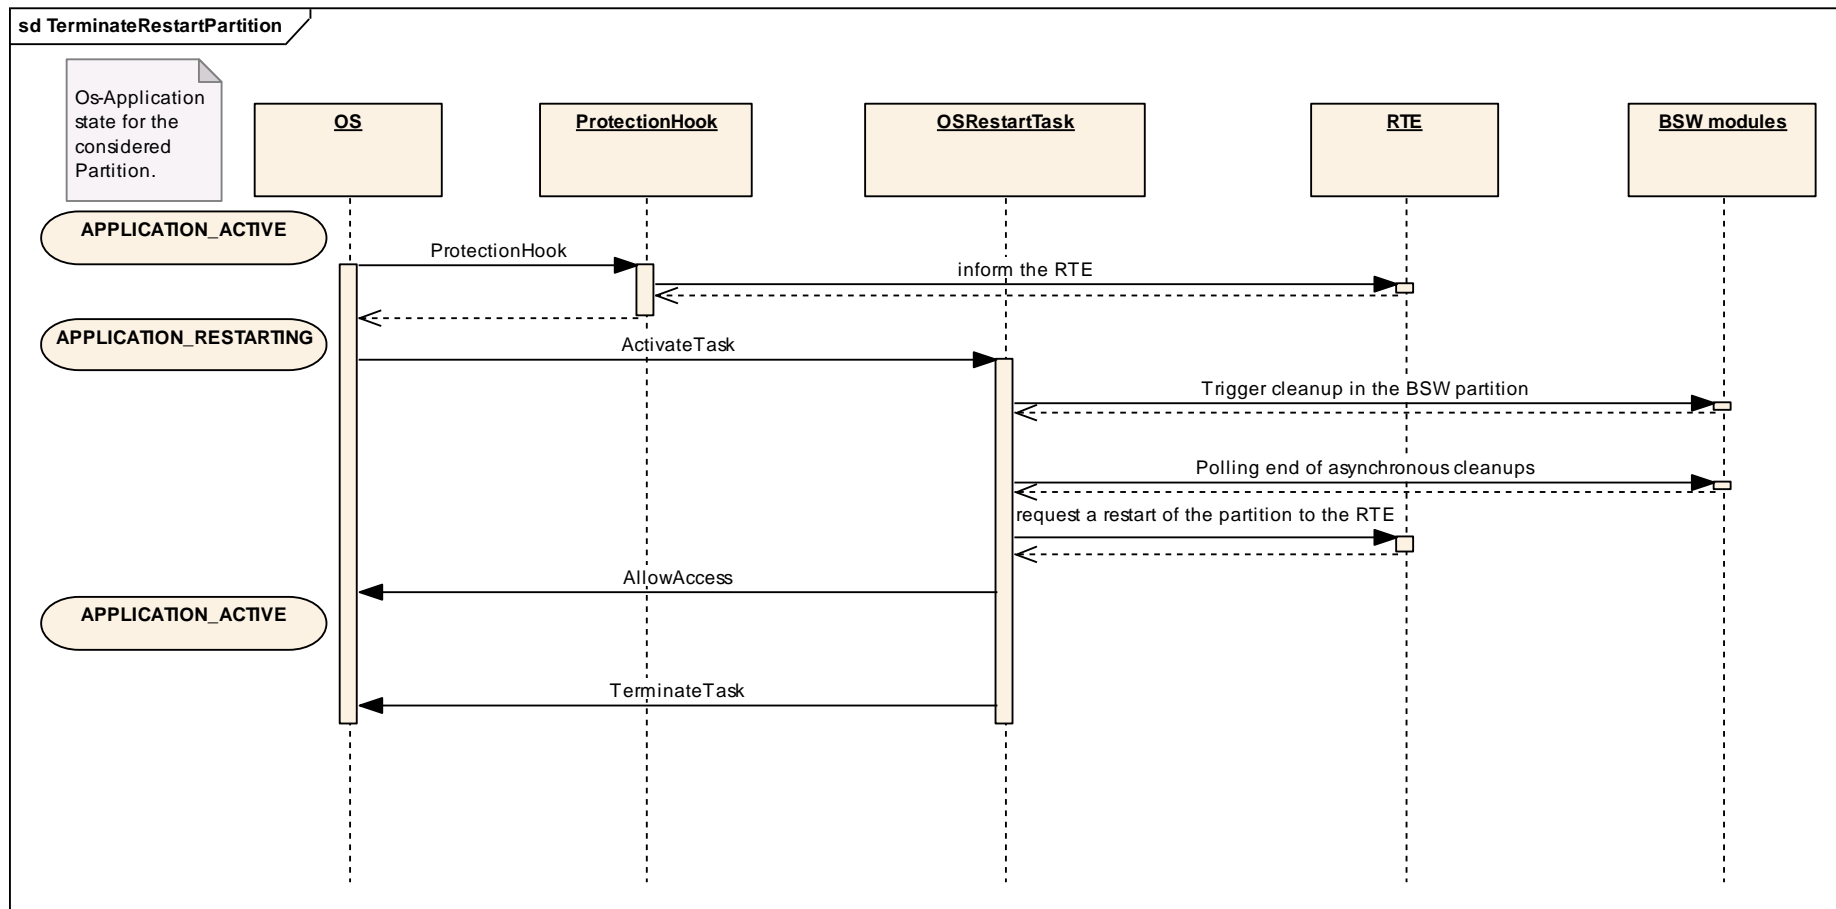 sd TerminateRestartPartition
Os-Application
state for the
considered
Partition.
OS
ProtectionHook
OSRestartTask
RTE
BSW modules
APPLICATION_ACTIVE
ProtectionHook
inform the RTE
APPLICATION_RESTARTING
ActivateTask
Trigger cleanup in the BSW partition
Polling end of asynchronous cleanups
request a restart of the partition to the RTE
AllowAccess
APPLICATION_ACTIVE
TerminateTask